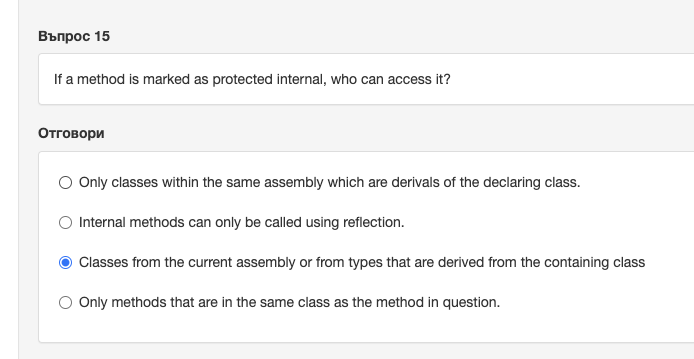 Въпрос 15
If a method is marked as protected internal, who can access it?
Отговори
Only classes within the same assembly which are derivals of the declaring class.
Internal methods can only be called using reflection.
Classes from the current assembly or from types that are derived from the containing class
Only methods that are in the same class as the method in question.